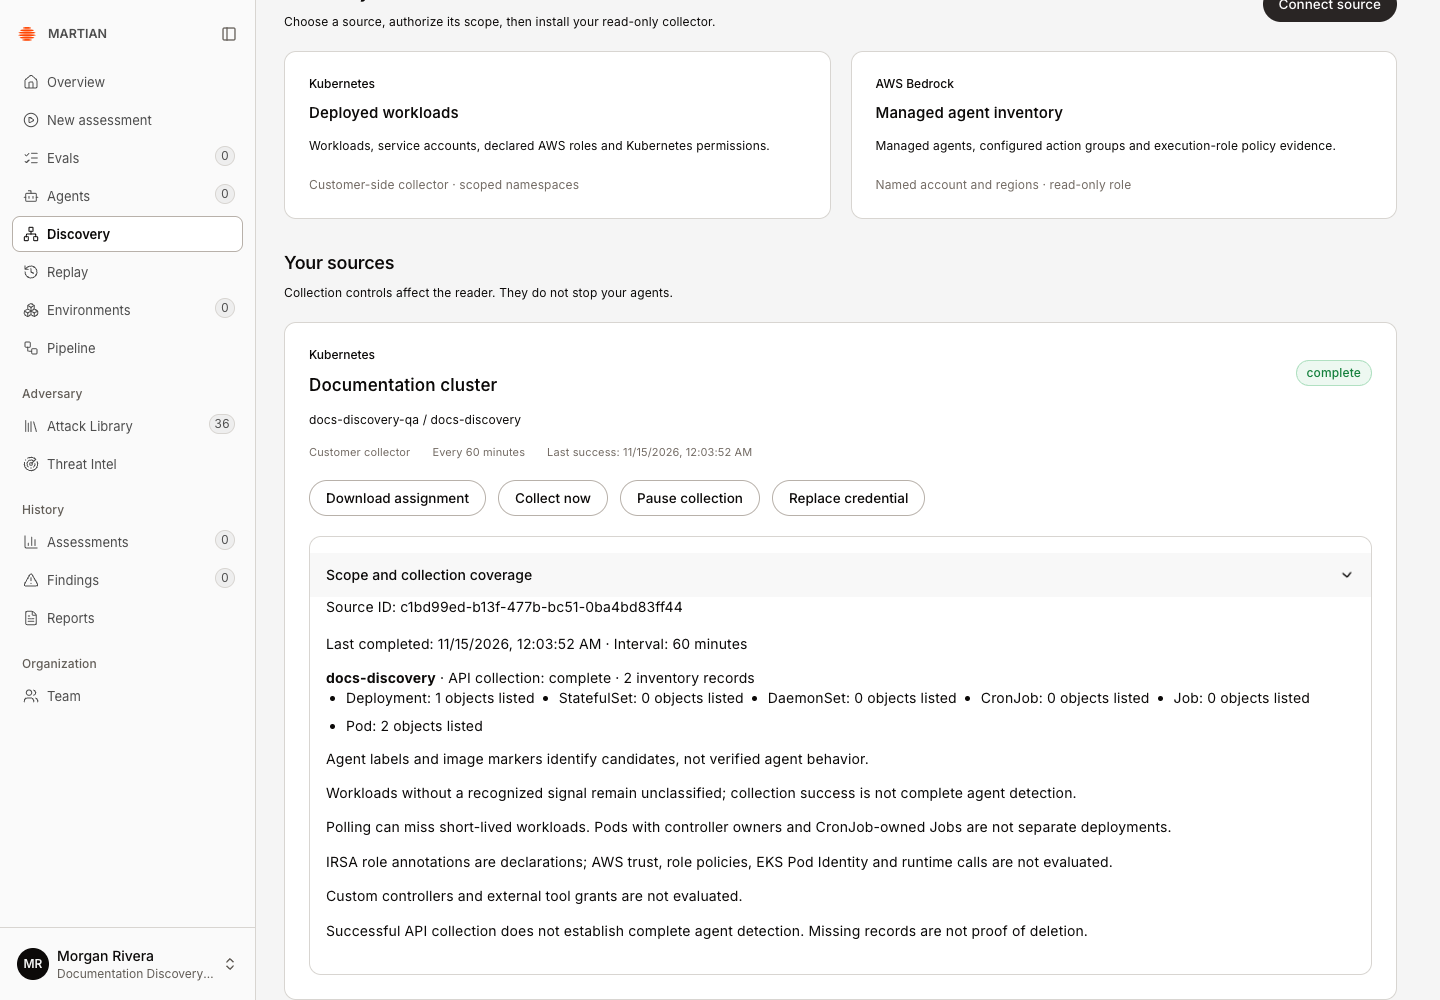 MARTIAN
Overview
New assessment
Evals 0
Agents 0
Discovery
Replay
Environments 0
Pipeline
Adversary
Attack Library 36
Threat Intel
History
Assessments 0
Findings 0
Reports
Organization
Team
MR
Morgan Rivera
Documentation Discovery...
Choose a source, authorize its scope, then install your read-only collector.
Connect source
Kubernetes
Deployed workloads
Workloads, service accounts, declared AWS roles and Kubernetes permissions.
Customer-side collector · scoped namespaces
AWS Bedrock
Managed agent inventory
Managed agents, configured action groups and execution-role policy evidence.
Named account and regions · read-only role
Your sources
Collection controls affect the reader. They do not stop your agents.
Kubernetes
Documentation cluster
complete
docs-discovery-qa / docs-discovery
Customer collector Every 60 minutes Last success: 11/15/2026, 12:03:52 AM
Download assignment Collect now Pause collection Replace credential
Scope and collection coverage
Source ID: c1bd99ed-b13f-477b-bc51-0ba4bd83ff44
Last completed: 11/15/2026, 12:03:52 AM · Interval: 60 minutes
docs-discovery · API collection: complete · 2 inventory records
• Deployment: 1 objects listed • StatefulSet: 0 objects listed • DaemonSet: 0 objects listed • CronJob: 0 objects listed • Job: 0 objects listed
• Pod: 2 objects listed
Agent labels and image markers identify candidates, not verified agent behavior.
Workloads without a recognized signal remain unclassified; collection success is not complete agent detection.
Polling can miss short-lived workloads. Pods with controller owners and CronJob-owned Jobs are not separate deployments.
IRSA role annotations are declarations; AWS trust, role policies, EKS Pod Identity and runtime calls are not evaluated.
Custom controllers and external tool grants are not evaluated.
Successful API collection does not establish complete agent detection. Missing records are not proof of deletion.